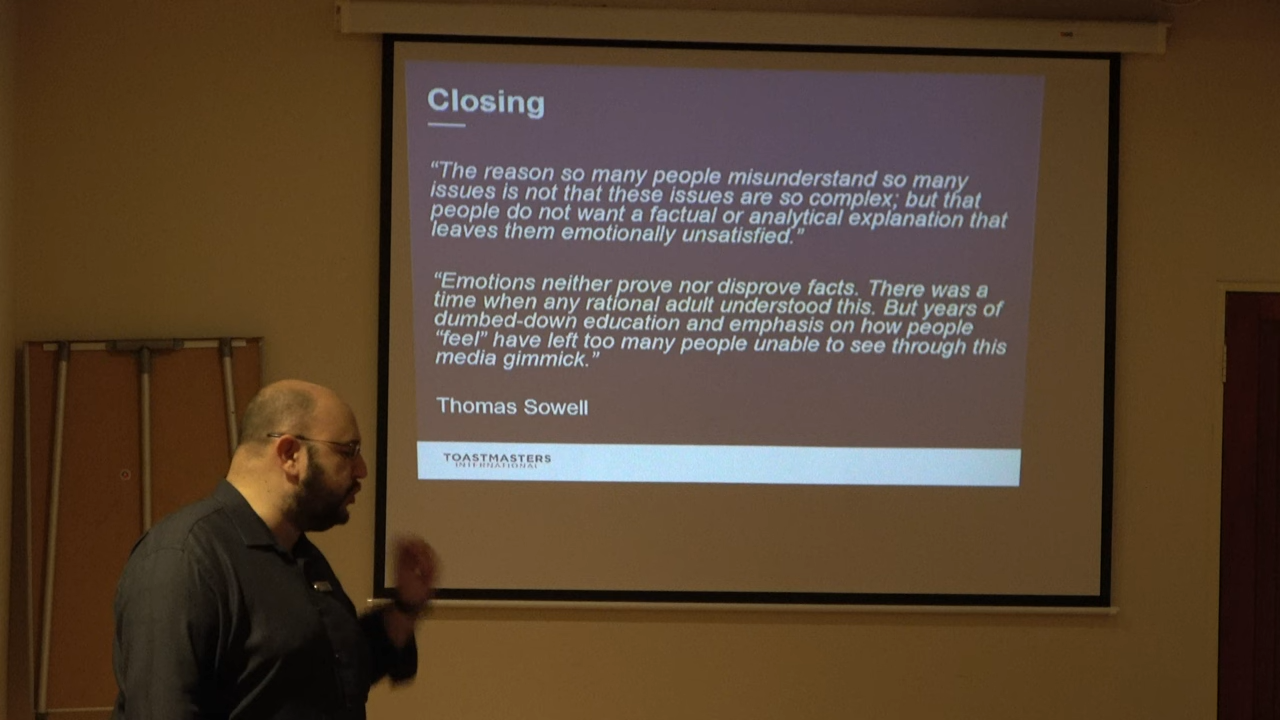 Closing
“The reason so many people misunderstand so many
issues is not that these issues are so complex; but that
people do not want a factual or analytical explanation that
leaves them emotionally unsatisfied.”
“Emotions neither prove nor disprove facts. There was a
time when any rational adult understood this. But years of
dumbed-down education and emphasis on how people
“feel” have left too many people unable to see through this
media gimmick.”
Thomas Sowell
TOASTMASTERS
INTERNATIONAL